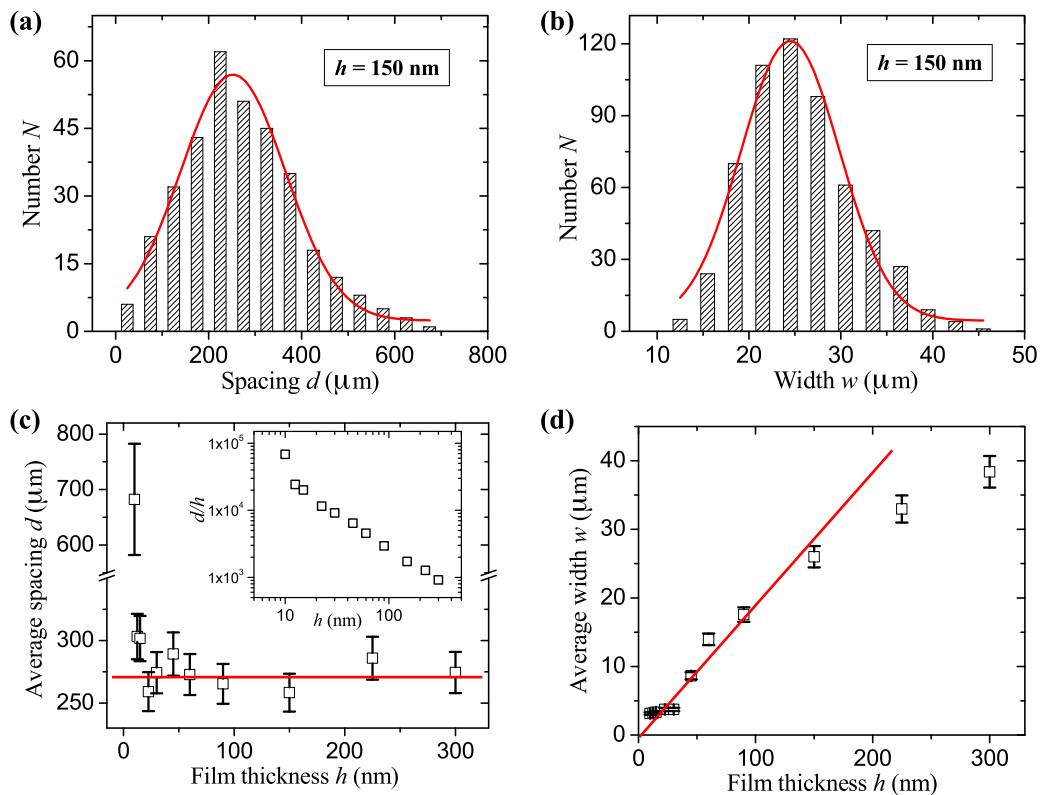 (a)
h = 150 nm
Number N
60
45
30
15
0
0 200 400 600 800
Spacing d (μm)
(b)
h = 150 nm
Number N
120
90
60
30
0
10 20 30 40 50
Width w (μm)
(c)
Average spacing d (μm)
800
700
600
300
250
0 100 200 300
Film thickness h (nm)
d/h
1x10⁵
1x10⁴
1x10³
10 100
h (nm)
(d)
Average width w (μm)
40
30
20
10
0
0 100 200 300
Film thickness h (nm)